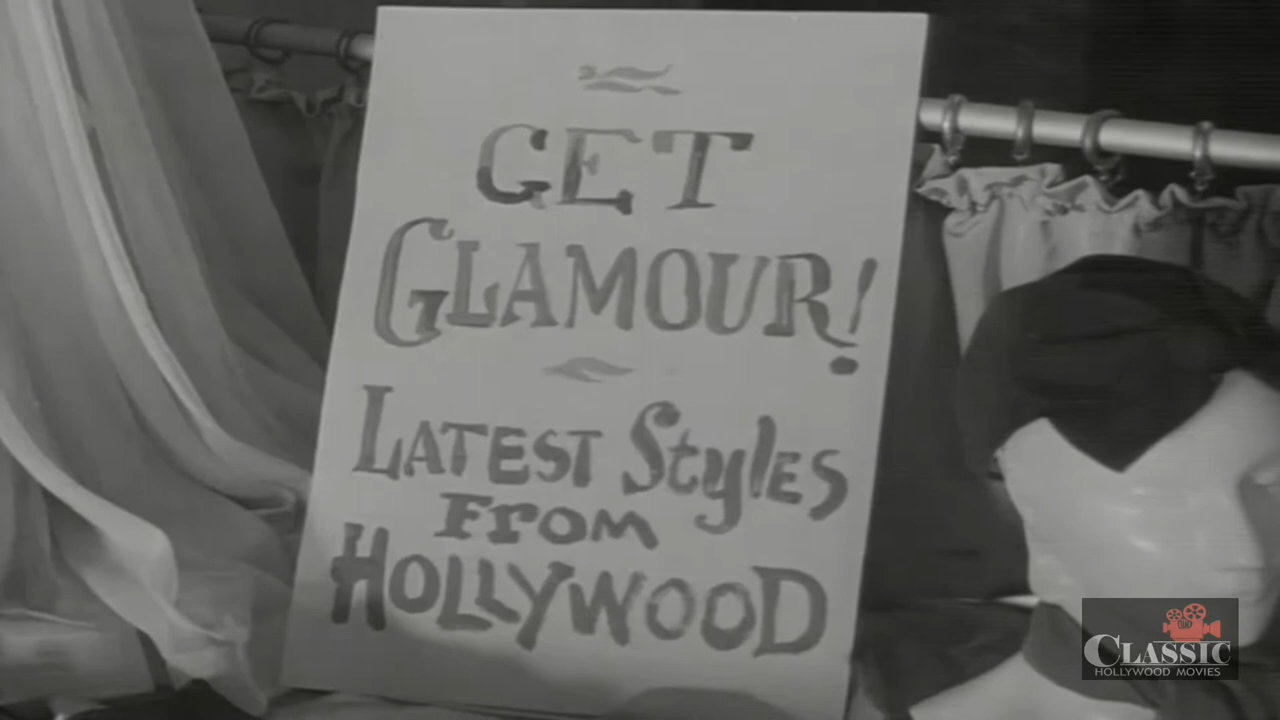 GET
GLAMOUR!
LATEST StylES
From
HOLLYWOOD
CLASSIC
HOLLYWOOD MOVIES